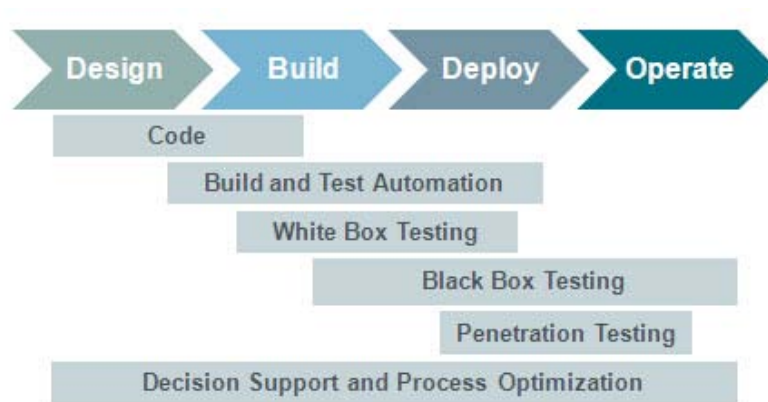 Design Build Deploy Operate
Code
Build and Test Automation
White Box Testing
Black Box Testing
Penetration Testing
Decision Support and Process Optimization